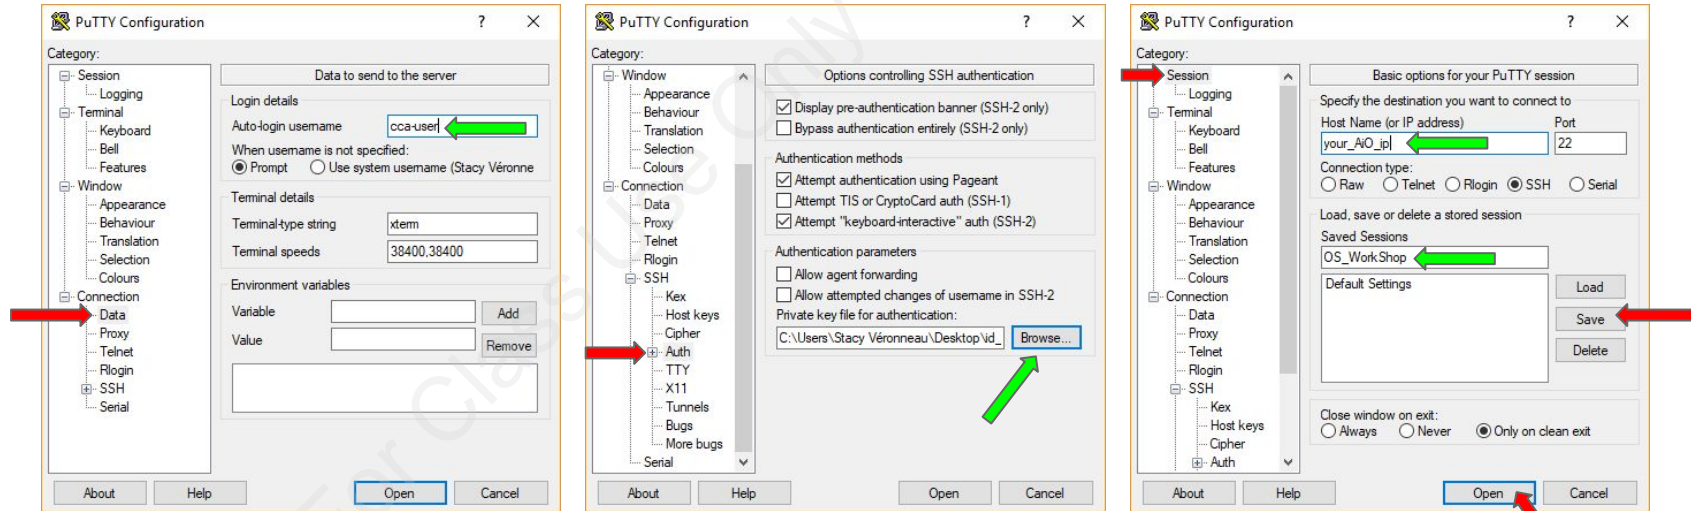 PuTTY Configuration ? ×
Category:
Session
Logging
Terminal
Keyboard
Bell
Features
Window
Appearance
Behaviour
Translation
Selection
Colours
Connection
Data
Proxy
Telnet
Rlogin
SSH
Serial
Data to send to the server
Login details
Auto-login username cca-user
When username is not specified:
Prompt Use system username (Stacy Véronne
Terminal details
Terminal-type string xterm
Terminal speeds 38400,38400
Environment variables
Variable Add
Value Remove
About Help Open Cancel
PuTTY Configuration ? ×
Category:
Window
Appearance
Behaviour
Translation
Selection
Colours
Connection
Data
Proxy
Telnet
Rlogin
SSH
Kex
Host keys
Cipher
Auth
TTY
X11
Tunnels
Bugs
More bugs
Serial
Options controlling SSH authentication
Display pre-authentication banner (SSH-2 only)
Bypass authentication entirely (SSH-2 only)
Authentication methods
Attempt authentication using Pageant
Attempt TIS or CryptoCard auth (SSH-1)
Attempt "keyboard-interactive" auth (SSH-2)
Authentication parameters
Allow agent forwarding
Allow attempted changes of username in SSH-2
Private key file for authentication:
C:\Users\Stacy Véronneau\Desktop\id_ Browse...
About Help Open Cancel
PuTTY Configuration ? ×
Category:
Session
Logging
Terminal
Keyboard
Bell
Features
Window
Appearance
Behaviour
Translation
Selection
Colours
Connection
Data
Proxy
Telnet
Rlogin
SSH
Kex
Host keys
Cipher
Auth
Basic options for your PuTTY session
Specify the destination you want to connect to
Host Name (or IP address) Port
your_AiO_ip 22
Connection type:
Raw Telnet Rlogin SSH Serial
Load, save or delete a stored session
Saved Sessions
OS_WorkShop
Default Settings
Load
Save
Delete
Close window on exit:
Always Never Only on clean exit
About Help Open Cancel
For Class Use Only